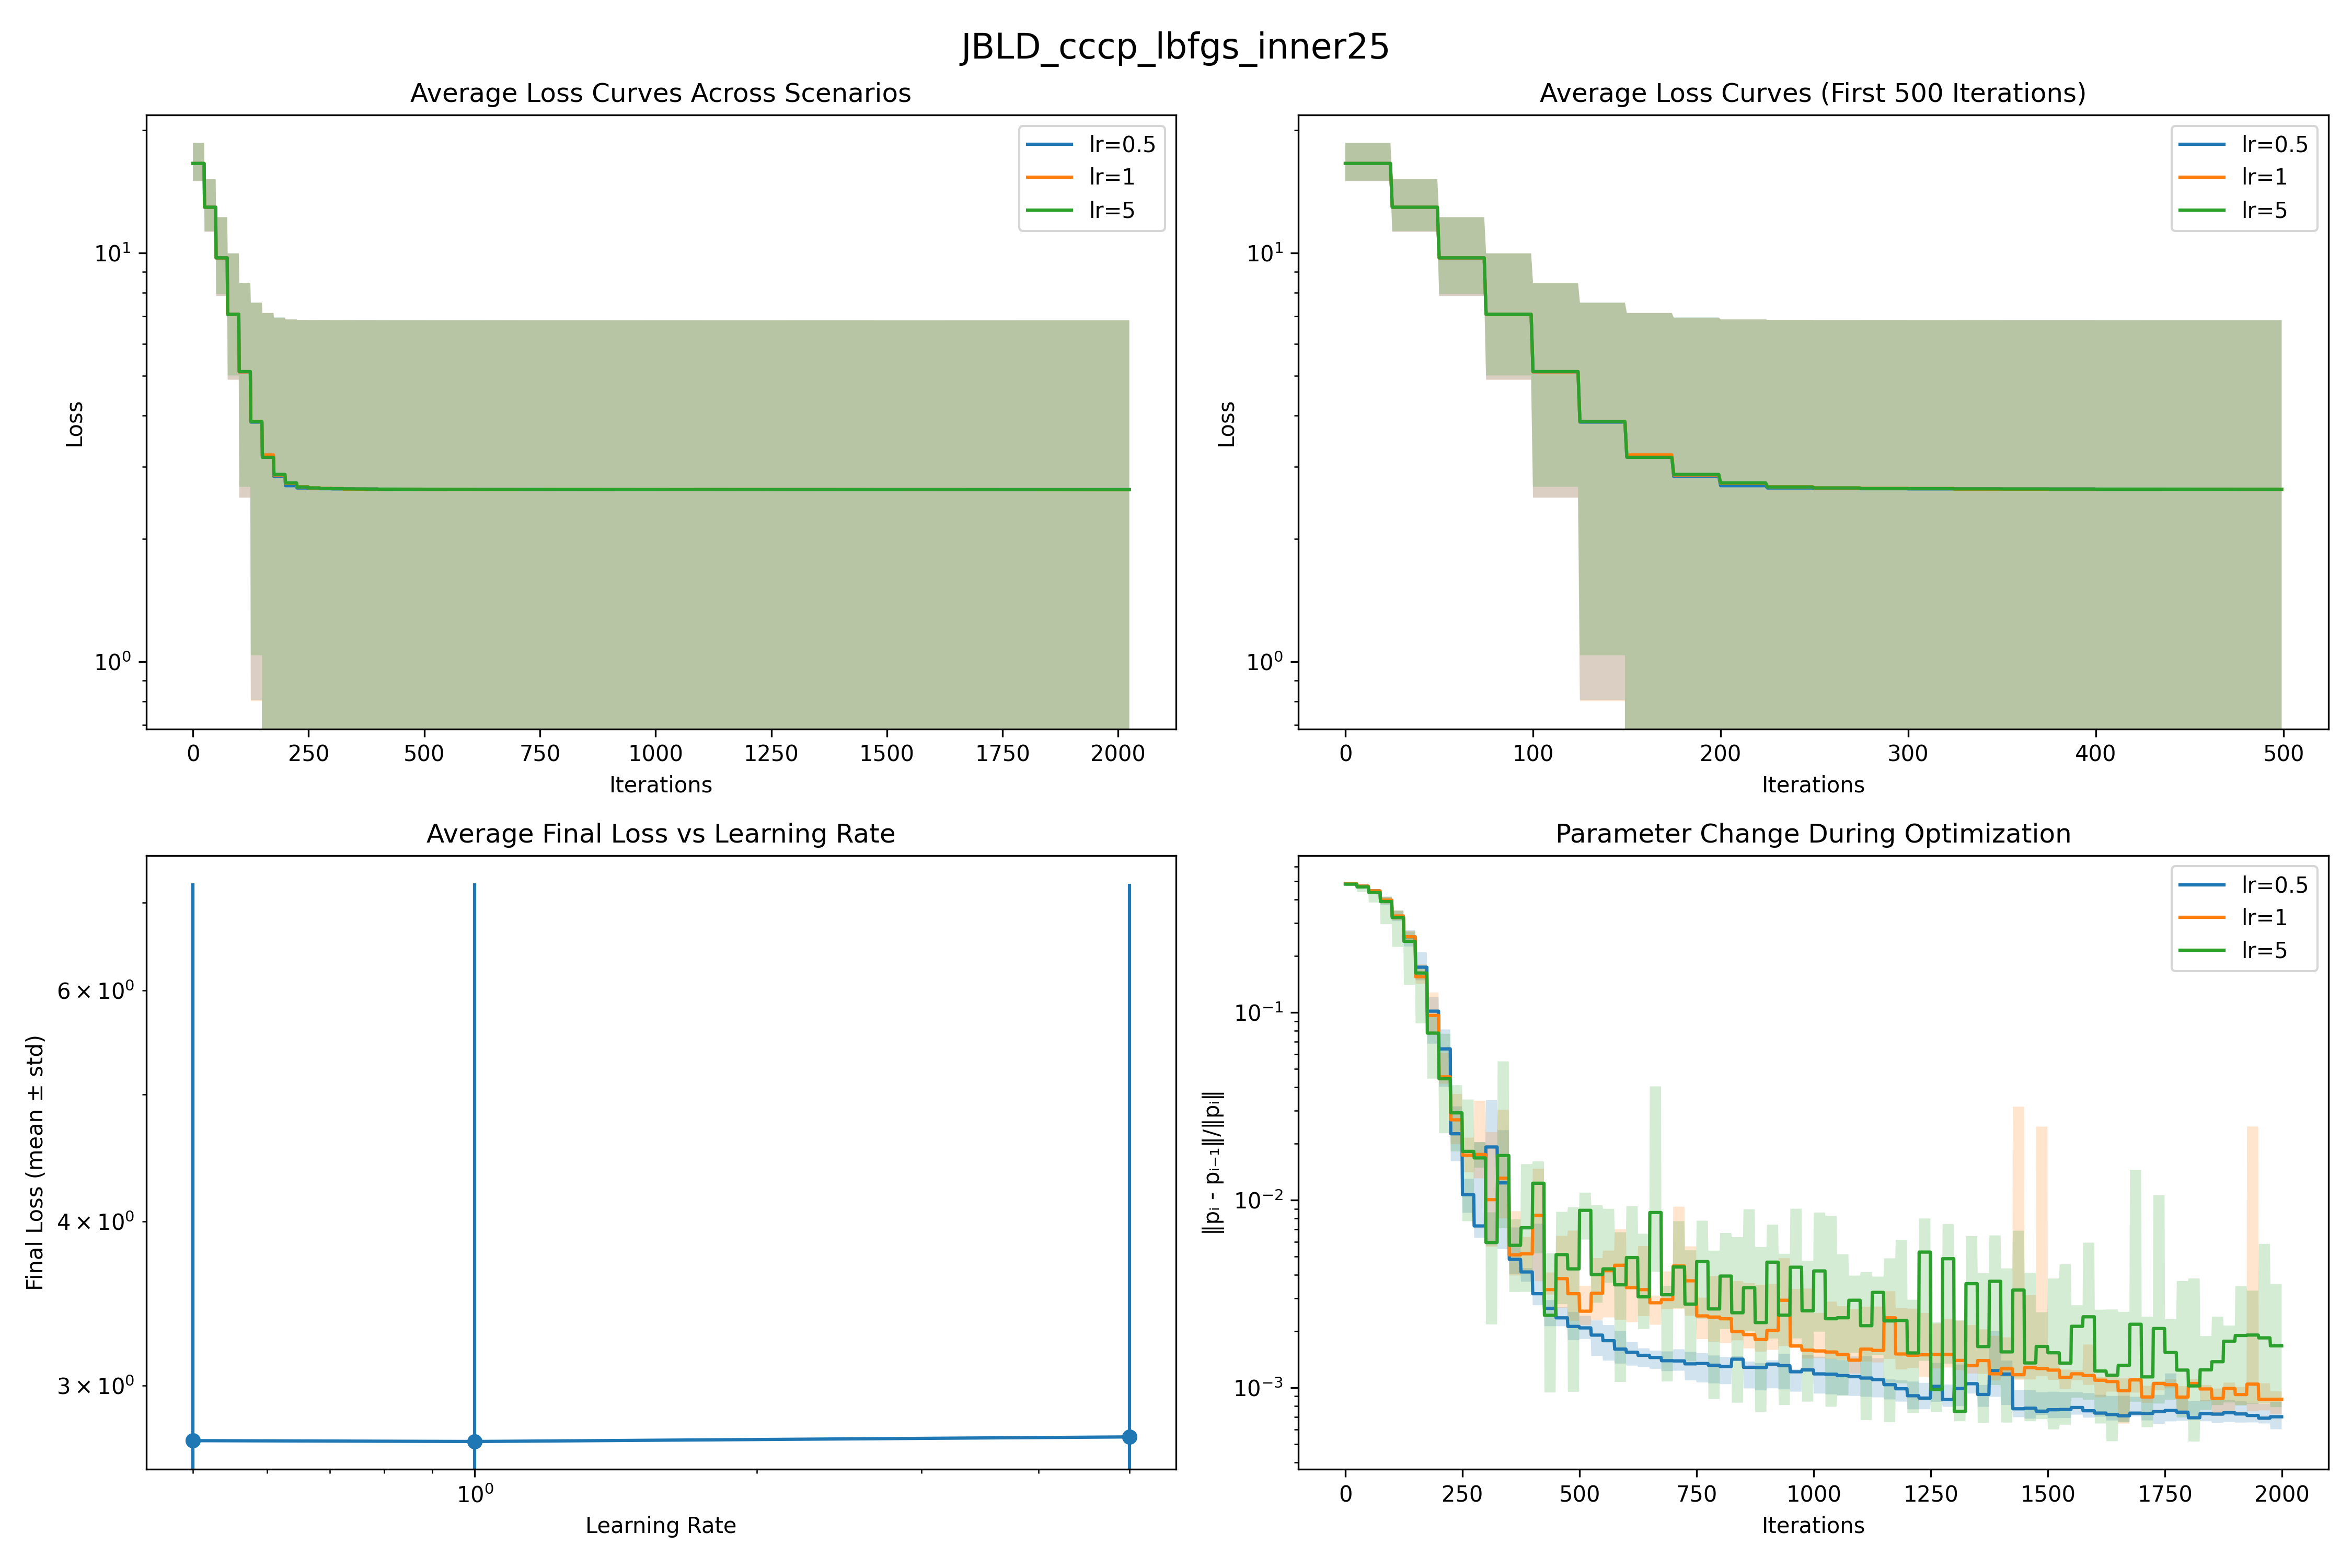 JBLD_cccp_lbfgs_inner25
Average Loss Curves Across Scenarios
lr=0.5
lr=1
lr=5
10¹
10⁰
Loss
0 250 500 750 1000 1250 1500 1750 2000
Iterations
Average Loss Curves (First 500 Iterations)
lr=0.5
lr=1
lr=5
10¹
10⁰
Loss
0 100 200 300 400 500
Iterations
Average Final Loss vs Learning Rate
6 × 10⁰
4 × 10⁰
3 × 10⁰
Final Loss (mean ± std)
10⁰
Learning Rate
Parameter Change During Optimization
lr=0.5
lr=1
lr=5
10⁻¹
10⁻²
10⁻³
‖pᵢ - pᵢ₋₁‖/‖pᵢ‖
0 250 500 750 1000 1250 1500 1750 2000
Iterations